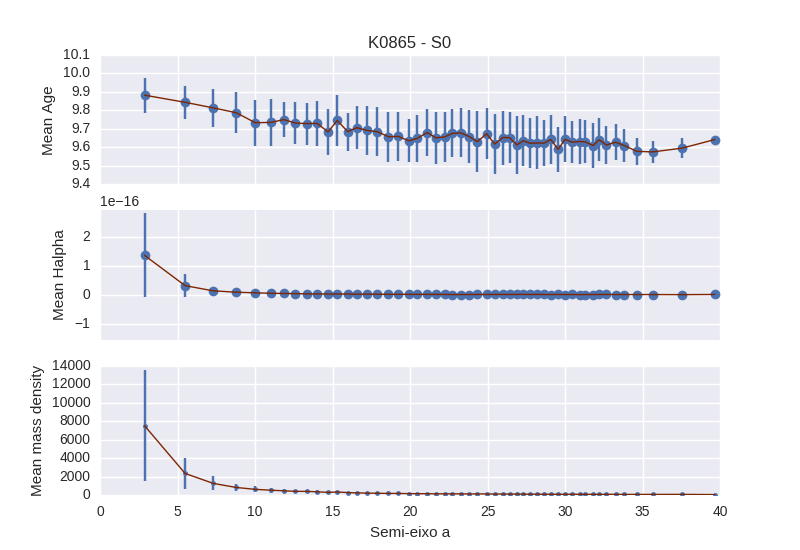 K0865 - S0
10.1
10.0
9.9
9.8
9.7
9.6
9.5
9.4
Mean Age
1e−16
2
1
0
−1
Mean Halpha
14000
12000
10000
8000
6000
4000
2000
0
Mean mass density
0 5 10 15 20 25 30 35 40
Semi-eixo a